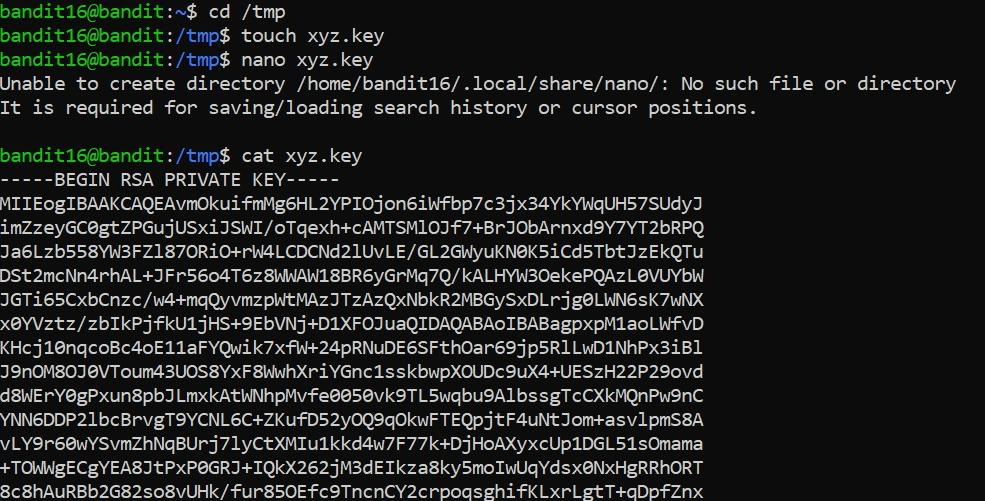 bandit16@bandit:~$ cd /tmp
bandit16@bandit:/tmp$ touch xyz.key
bandit16@bandit:/tmp$ nano xyz.key
Unable to create directory /home/bandit16/.local/share/nano/: No such file or directory
It is required for saving/loading search history or cursor positions.
bandit16@bandit:/tmp$ cat xyz.key
-----BEGIN RSA PRIVATE KEY-----
MIIEogIBAAKCAQEAvmOkuifmMg6HL2YPIOjon6iWfbp7c3jx34YkYWqUH57SUdyJ
imZzeyGC0gtZPGujUSxiJSWI/oTqexh+cAMTSMlOJf7+BrJObArnxd9Y7YT2bRPQ
Ja6Lzb558YW3FZl87ORiO+rW4LCDCNd2lUvLE/GL2GWyuKN0K5iCd5TbtJzEkQTu
DSt2mcNn4rhAL+JFr56o4T6z8WWAW18BR6yGrMq7Q/kALHYW3OekePQAzL0VUYbW
JGTi65CxbCnzc/w4+mqQyvmzpWtMAzJTzAzQxNbkR2MBGySxDLrjg0LWN6sK7wNX
x0YVztz/zbIkPjfkU1jHS+9EbVNj+D1XFOJuaQIDAQABAoIBABagpxpM1aoLWfvD
KHcj10nqcoBc4oE11aFYQwik7xfW+24pRNuDE6SFthOar69jp5RlLwD1NhPx3iBl
J9nOM8OJ0VToum43UOS8YxF8WwhXriYGnc1sskbwpXOUDc9uX4+UESzH22P29ovd
d8WErY0gPxun8pbJLmxkAtWNhpMvfe0050vk9TL5wqbu9AlbssgTcCXkMQnPw9nC
YNN6DDP2lbcBrvgT9YCNL6C+ZKufD52yOQ9qOkwFTEQpjtF4uNtJom+asvlpmS8A
vLY9r60wYSvmZhNqBUrj7lyCtXMIu1kkd4w7F77k+DjHoAXyxcUp1DGL51sOmama
+TOWWgECgYEA8JtPxP0GRJ+IQkX262jM3dEIkza8ky5moIwUqYdsx0NxHgRRhORT
8c8hAuRBb2G82so8vUHk/fur85OEfc9TncnCY2crpoqsghifKLxrLgtT+qDpfZnx